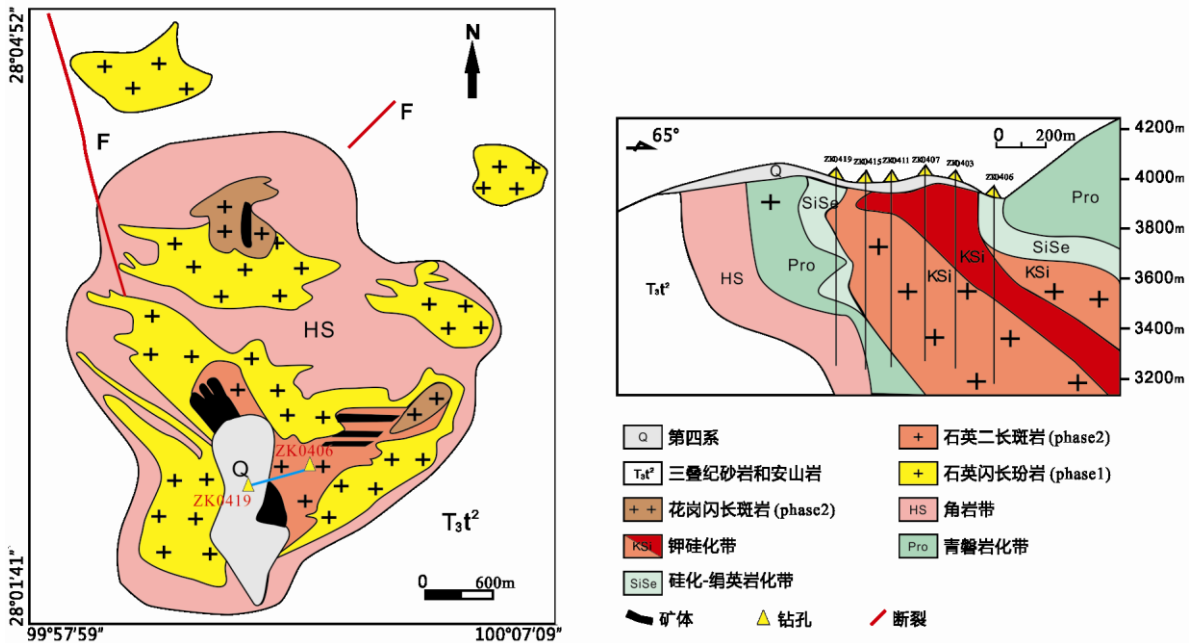 28°04′52″
N
F
F
HS
ZK0406
Q
ZK0419
T₃t²
0 600m
28°01′41″
99°57′59″
100°07′09″
65°
0 200m
ZK0419
ZK0415
ZK0411
ZK0407
ZK0403
ZK0406
4200m
4000m
3800m
3600m
3400m
3200m
Q
SiSe
Pro
Pro
SiSe
KSi
KSi
KSi
HS
T₃t²
Q 第四系
石英二长斑岩(phase2)
T₃t² 三叠纪砂岩和安山岩
石英闪长玢岩(phase1)
花岗闪长斑岩(phase2)
HS 角岩带
KSi 钾硅化带
Pro 青磐岩化带
SiSe 硅化-绢英岩化带
矿体
钻孔
断裂